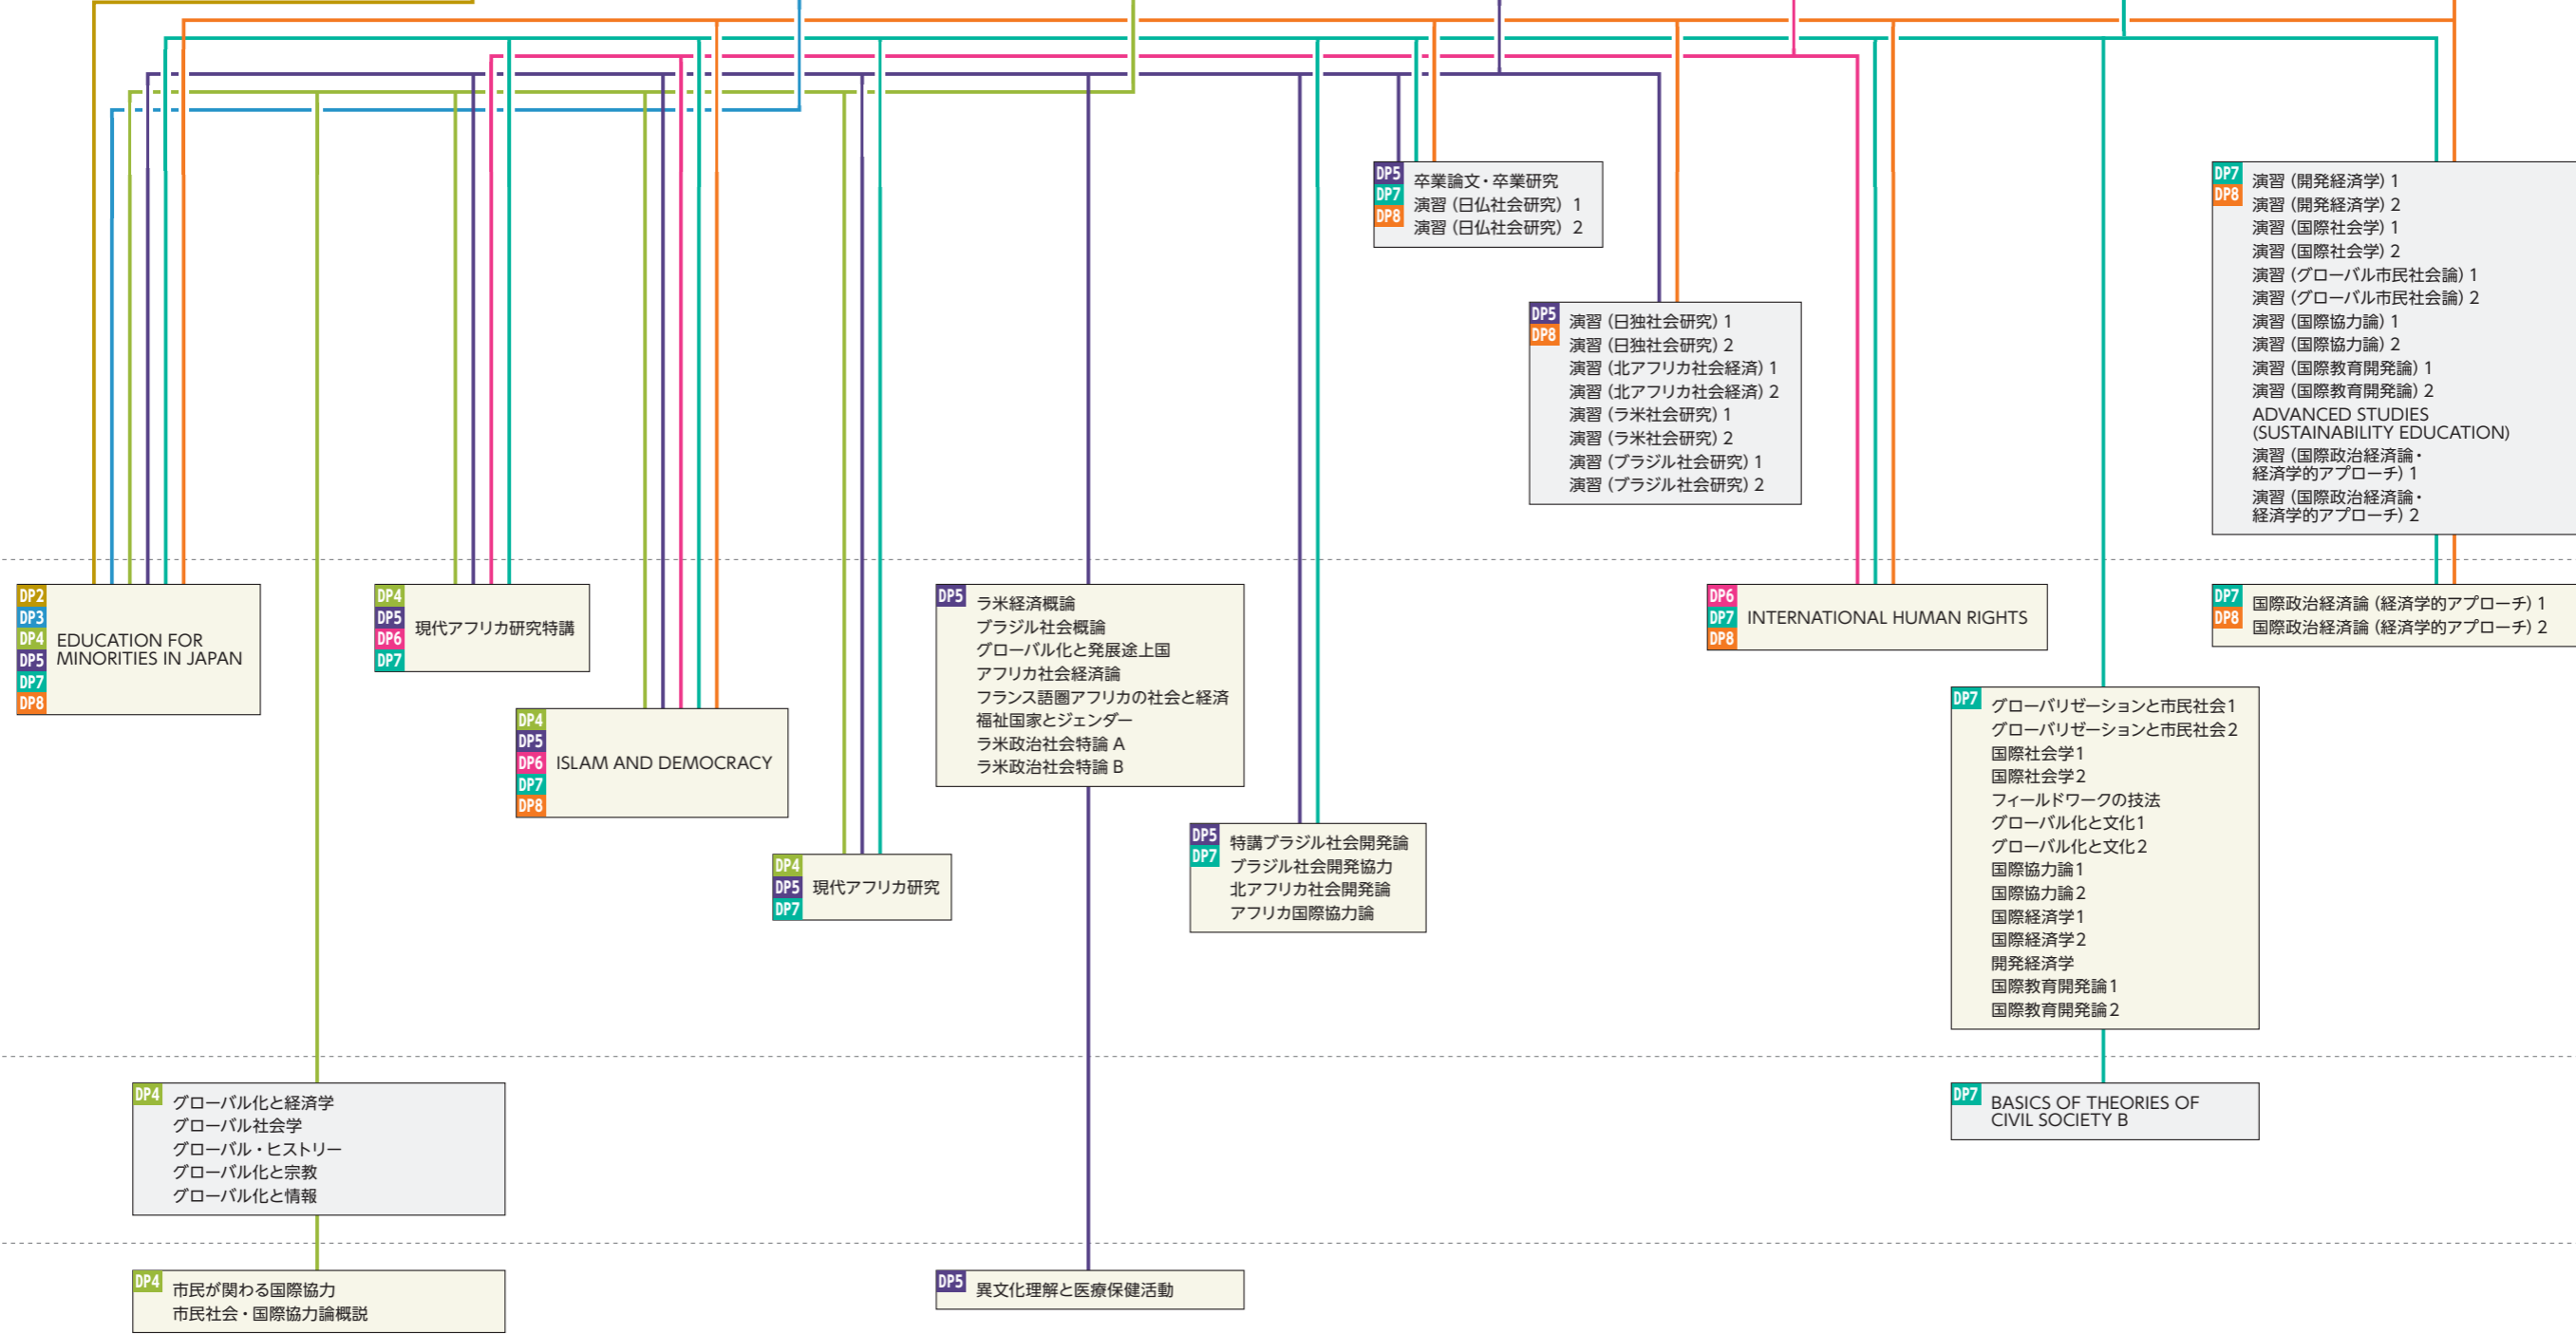 DP5
DP7
DP8
卒業論文・卒業研究
演習（日仏社会研究）1
演習（日仏社会研究）2
DP5
DP8
演習（日独社会研究）1
演習（日独社会研究）2
演習（北アフリカ社会経済）1
演習（北アフリカ社会経済）2
演習（ラ米社会研究）1
演習（ラ米社会研究）2
演習（ブラジル社会研究）1
演習（ブラジル社会研究）2
DP7
DP8
演習（開発経済学）1
演習（開発経済学）2
演習（国際社会学）1
演習（国際社会学）2
演習（グローバル市民社会論）1
演習（グローバル市民社会論）2
演習（国際協力論）1
演習（国際協力論）2
演習（国際教育開発論）1
演習（国際教育開発論）2
ADVANCED STUDIES
(SUSTAINABILITY EDUCATION)
演習（国際政治経済論・
経済学的アプローチ）1
演習（国際政治経済論・
経済学的アプローチ）2
DP2
DP3
DP4
DP5
DP7
DP8
EDUCATION FOR
MINORITIES IN JAPAN
DP4
DP5
DP6
DP7
現代アフリカ研究特講
DP4
DP5
DP6
DP7
DP8
ISLAM AND DEMOCRACY
DP4
DP5
DP7
現代アフリカ研究
DP5
ラ米経済概論
ブラジル社会概論
グローバル化と発展途上国
アフリカ社会経済論
フランス語圏アフリカの社会と経済
福祉国家とジェンダー
ラ米政治社会特論 A
ラ米政治社会特論 B
DP5
DP7
特講ブラジル社会開発論
ブラジル社会開発協力
北アフリカ社会開発論
アフリカ国際協力論
DP6
DP7
DP8
INTERNATIONAL HUMAN RIGHTS
DP7
DP8
国際政治経済論（経済学的アプローチ）1
国際政治経済論（経済学的アプローチ）2
DP7
グローバリゼーションと市民社会1
グローバリゼーションと市民社会2
国際社会学1
国際社会学2
フィールドワークの技法
グローバル化と文化1
グローバル化と文化2
国際協力論1
国際協力論2
国際経済学1
国際経済学2
開発経済学
国際教育開発論1
国際教育開発論2
DP4
グローバル化と経済学
グローバル社会学
グローバル・ヒストリー
グローバル化と宗教
グローバル化と情報
DP7
BASICS OF THEORIES OF
CIVIL SOCIETY B
DP4
市民が関わる国際協力
市民社会・国際協力論概説
DP5
異文化理解と医療保健活動